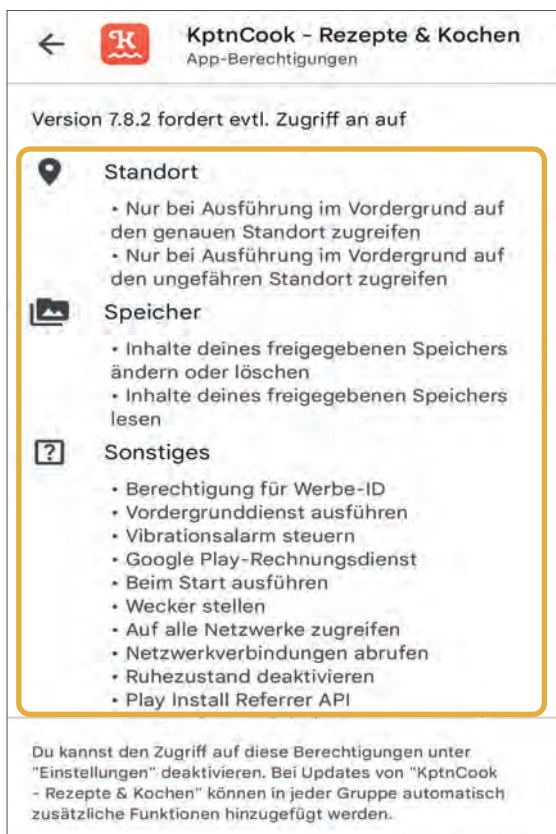 KptnCook - Rezepte & Kochen
App-Berechtigungen
Version 7.8.2 fordert evtl. Zugriff an auf
Standort
• Nur bei Ausführung im Vordergrund auf
den genauen Standort zugreifen
• Nur bei Ausführung im Vordergrund auf
den ungefähren Standort zugreifen
Speicher
• Inhalte deines freigegebenen Speichers
ändern oder löschen
• Inhalte deines freigegebenen Speichers
lesen
Sonstiges
• Berechtigung für Werbe-ID
• Vordergrunddienst ausführen
• Vibrationsalarm steuern
• Google Play-Rechnungsdienst
• Beim Start ausführen
• Wecker stellen
• Auf alle Netzwerke zugreifen
• Netzwerkverbindungen abrufen
• Ruhezustand deaktivieren
• Play Install Referrer API
Du kannst den Zugriff auf diese Berechtigungen unter
"Einstellungen" deaktivieren. Bei Updates von "KptnCook
- Rezepte & Kochen" können in jeder Gruppe automatisch
zusätzliche Funktionen hinzugefügt werden.